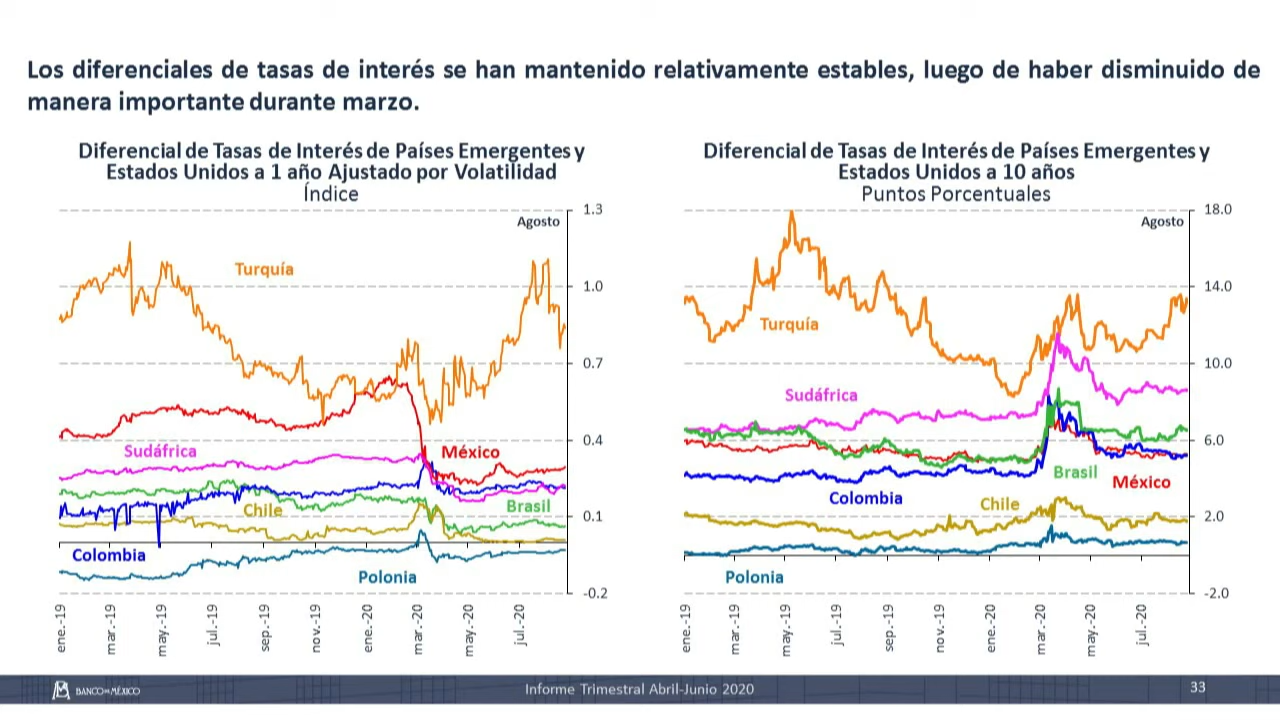 Los diferenciales de tasas de interés se han mantenido relativamente estables, luego de haber disminuido de
manera importante durante marzo.
Diferencial de Tasas de Interés de Países Emergentes y
Estados Unidos a 1 año Ajustado por Volatilidad
Índice
1.3
Agosto
Turquía
1.0
0.7
0.4
México
Sudáfrica
0.1
Brasil
Chile
Colombia
Polonia
-0.2
ene.-19
mar.-19
may.-19
jul.-19
sep.-19
nov.-19
ene.-20
mar.-20
may.-20
jul.-20
Diferencial de Tasas de Interés de Países Emergentes y
Estados Unidos a 10 años
Puntos Porcentuales
18.0
Agosto
14.0
Turquía
10.0
Sudáfrica
6.0
Brasil
México
Colombia
Chile
2.0
Polonia
-2.0
ene.-19
mar.-19
may.-19
jul.-19
sep.-19
nov.-19
ene.-20
mar.-20
may.-20
jul.-20
BANCO DE MÉXICO
Informe Trimestral Abril-Junio 2020
33